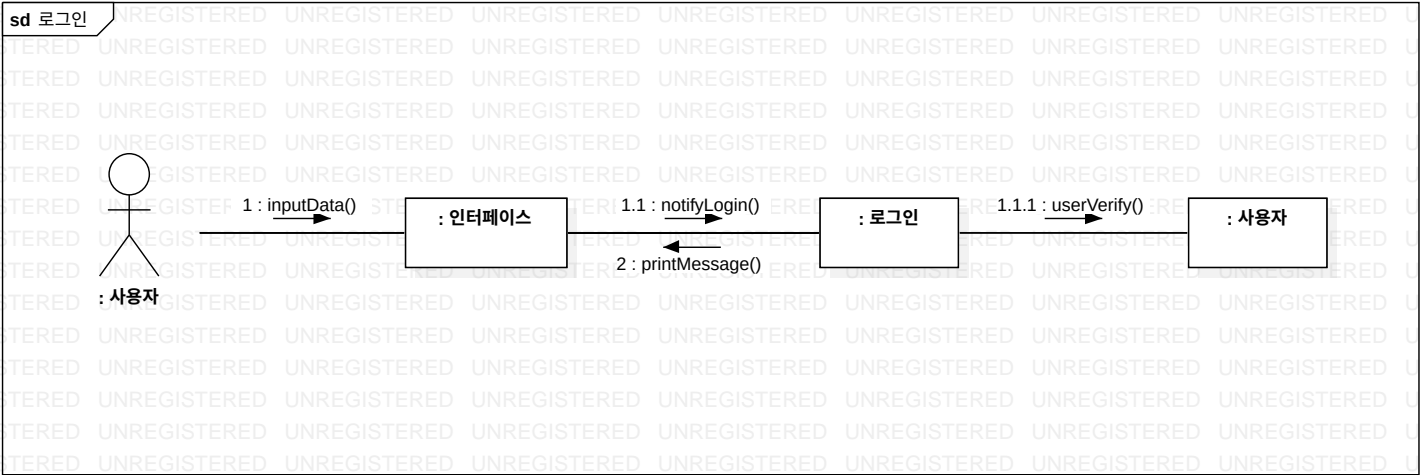 sd 로그인
1 : inputData()
1.1 : notifyLogin()
1.1.1 : userVerify()
: 인터페이스
: 로그인
: 사용자
2 : printMessage()
: 사용자
UNREGISTERED